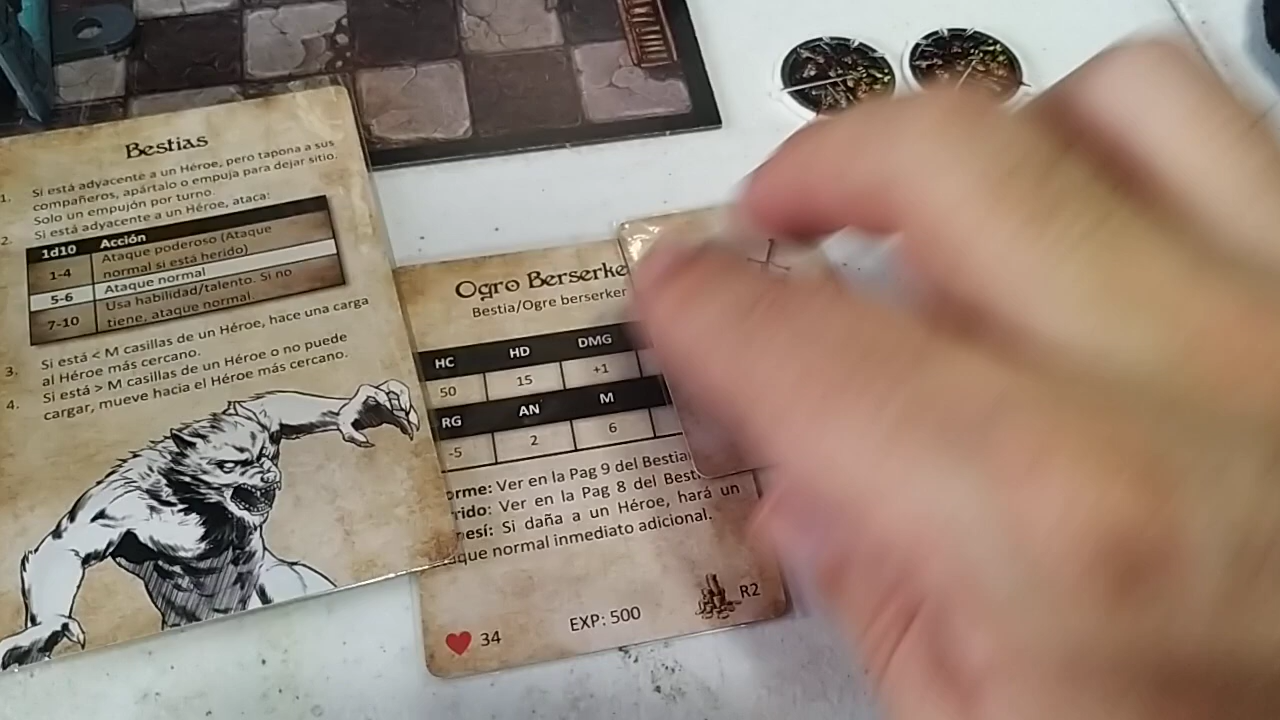 Bestias
1. Si está adyacente a un Héroe, pero tapona a sus
compañeros, apártalo o empuja para dejar sitio.
Solo un empujón por turno.
2. Si está adyacente a un Héroe, ataca:
1d10 Acción
1-4 Ataque poderoso (Ataque
normal si está herido)
5-6 Ataque normal
7-10 Usa habilidad/talento. Si no
tiene, ataque normal.
3. Si está < M casillas de un Héroe, hace una carga
al Héroe más cercano.
4. Si está > M casillas de un Héroe o no puede
cargar, mueve hacia el Héroe más cercano.
Ogro Berserke
Bestia/Ogre berserker
HC HD DMG
50 15 +1
RG AN M
-5 2 6
orme: Ver en la Pag 9 del Bestia
rido: Ver en la Pag 8 del Best
nesí: Si daña a un Héroe, hará un
que normal inmediato adicional.
34 EXP: 500 R2